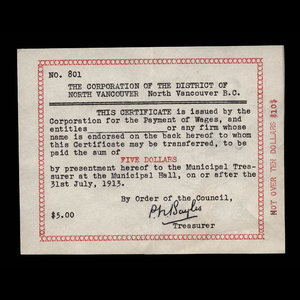 No. 801
THE CORPORATION OF THE DISTRICT OF
NORTH VANCOUVER North Vancouver B.C.
THIS CERTIFICATE is issued by the
Corporation for the Payment of Wages, and
entitles or any firm whose
name is endorsed on the back hereof to whom
this Certificate may be transferred, to be
paid the sum of
FIVE DOLLARS
by presentment hereof to the Municipal Trea-
surer at the Municipal Hall, on or after the
31st July, 1913.
By Order of the Council,
$5.00
Treasurer
NOT OVER TEN DOLLARS $10$